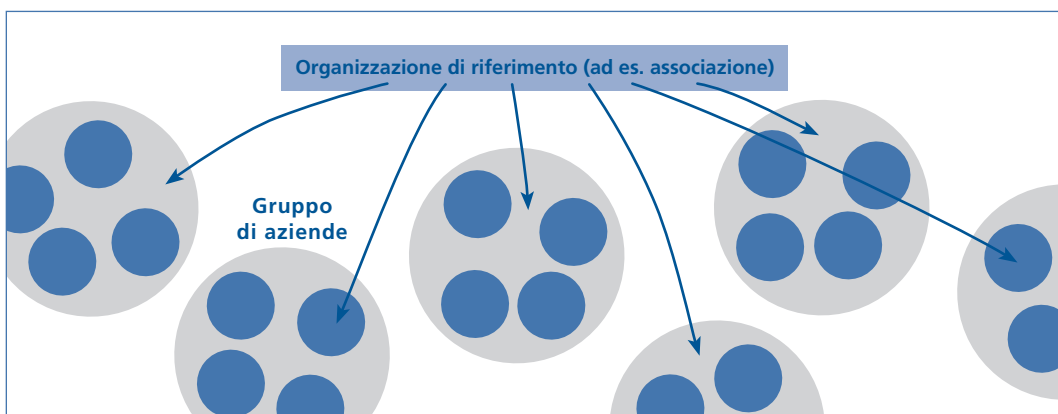 Organizzazione di riferimento (ad es. associazione)
Gruppo
di aziende